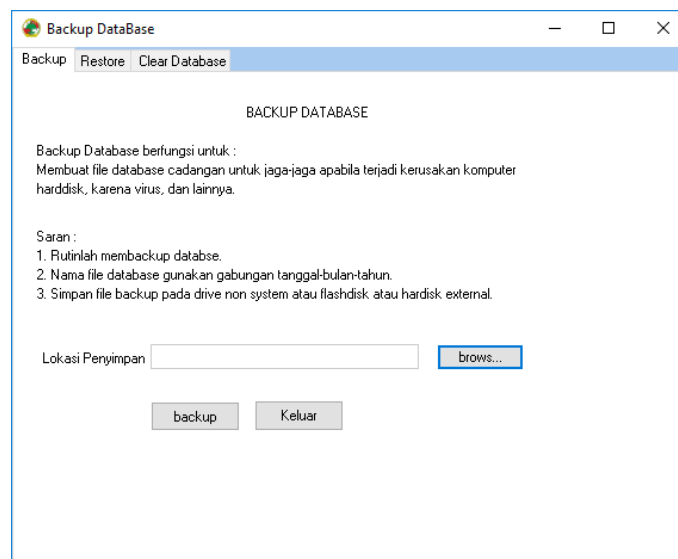 Backup DataBase
Backup Restore Clear Database
BACKUP DATABASE
Backup Database berfungsi untuk :
Membuat file database cadangan untuk jaga-jaga apabila terjadi kerusakan komputer
harddisk, karena virus, dan lainnya.
Saran :
1. Rutinlah membackup databse.
2. Nama file database gunakan gabungan tanggal-bulan-tahun.
3. Simpan file backup pada drive non system atau flashdisk atau hardisk external.
Lokasi Penyimpan brows...
backup Keluar